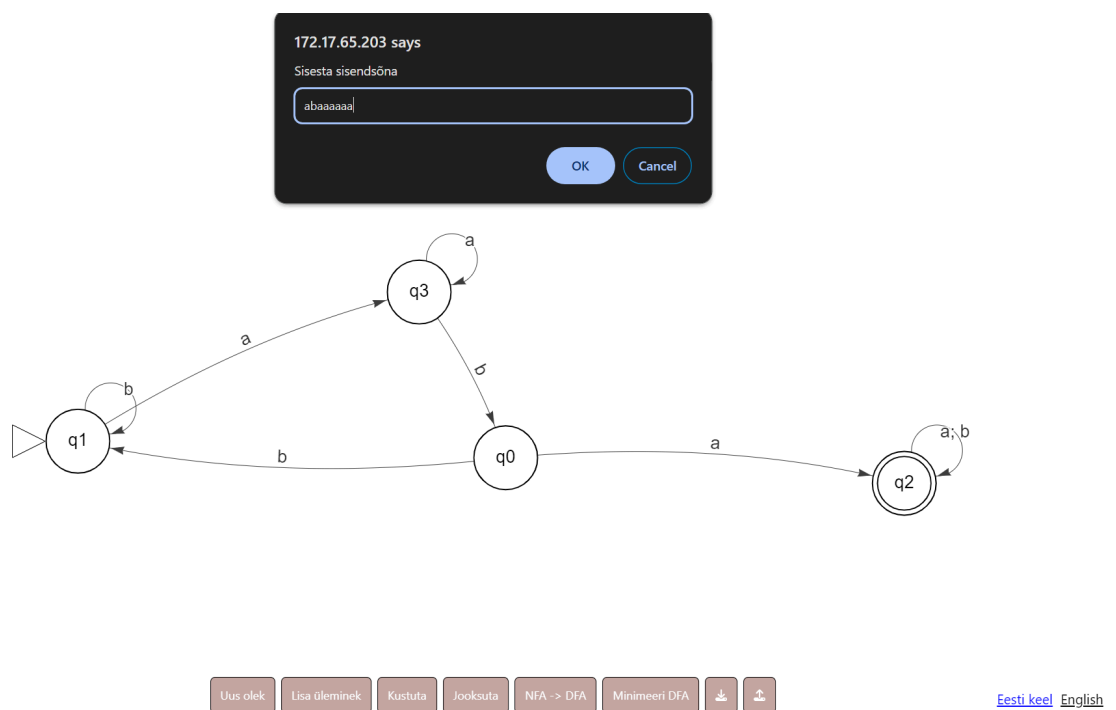 172.17.65.203 says
Sisesta sisendsõna
abaaaaaa
OK Cancel
a
q3
a
b
b
q1
b
q0
a
a; b
q2
Uus olek Lisa üleminek Kustuta Jooksuta NFA -> DFA Minimeeri DFA
Eesti keel English